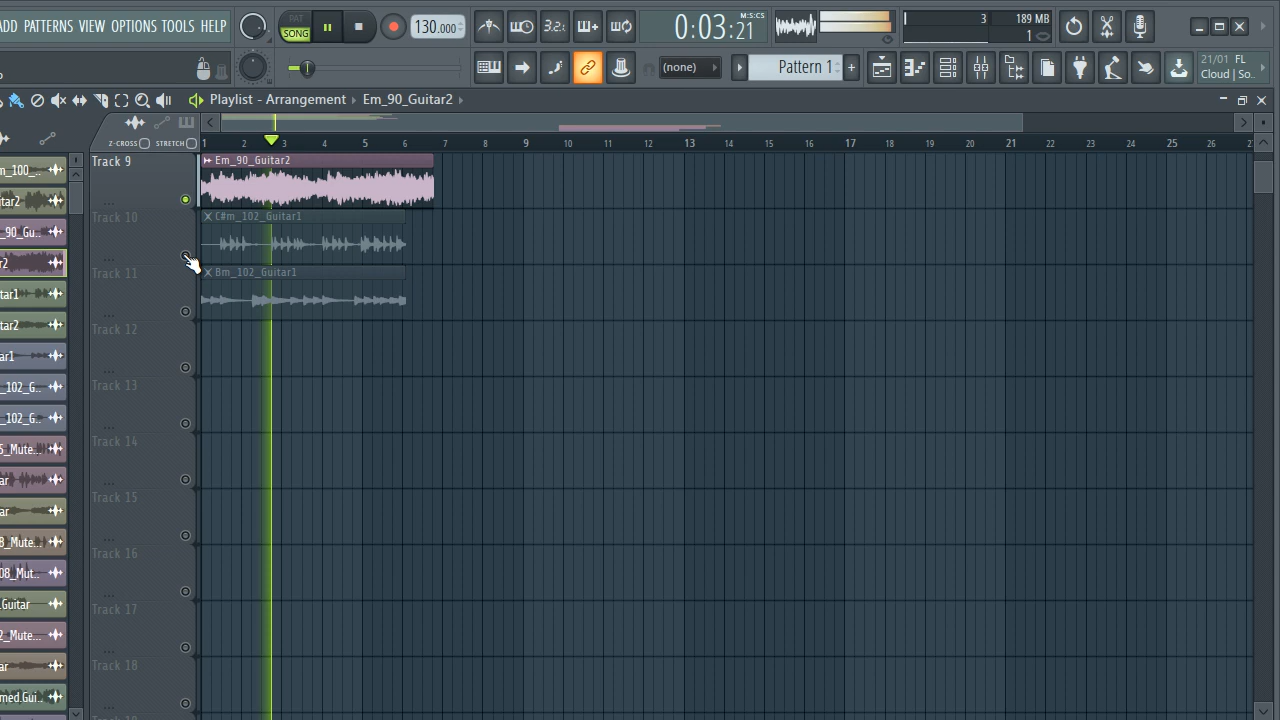 ADD PATTERNS VIEW OPTIONS TOOLS HELP
PAT
SONG
130.000
3.2.
0:03:21
M:S:CS
3
189 MB
1
(none)
Pattern 1
21/01 FL
Cloud | So..
Playlist - Arrangement Em_90_Guitar2
Z-CROSS STRETCH
1 2 3 4 5 6 7 8 9 10 11 12 13 14 15 16 17 18 19 20 21 22 23 24 25 26
Track 9
Em_90_Guitar2
Track 10
C#m_102_Guitar1
Track 11
Bm_102_Guitar1
Track 12
Track 13
Track 14
Track 15
Track 16
Track 17
Track 18
m_100_..
tar2
_90_Gu..
r2
tar1
tar2
ar1
_102_G..
_102_G..
5_Mute...
ar
ar
8_Mute...
08_Mut..
.Guitar
2_Mute...
ar
med.Gui..